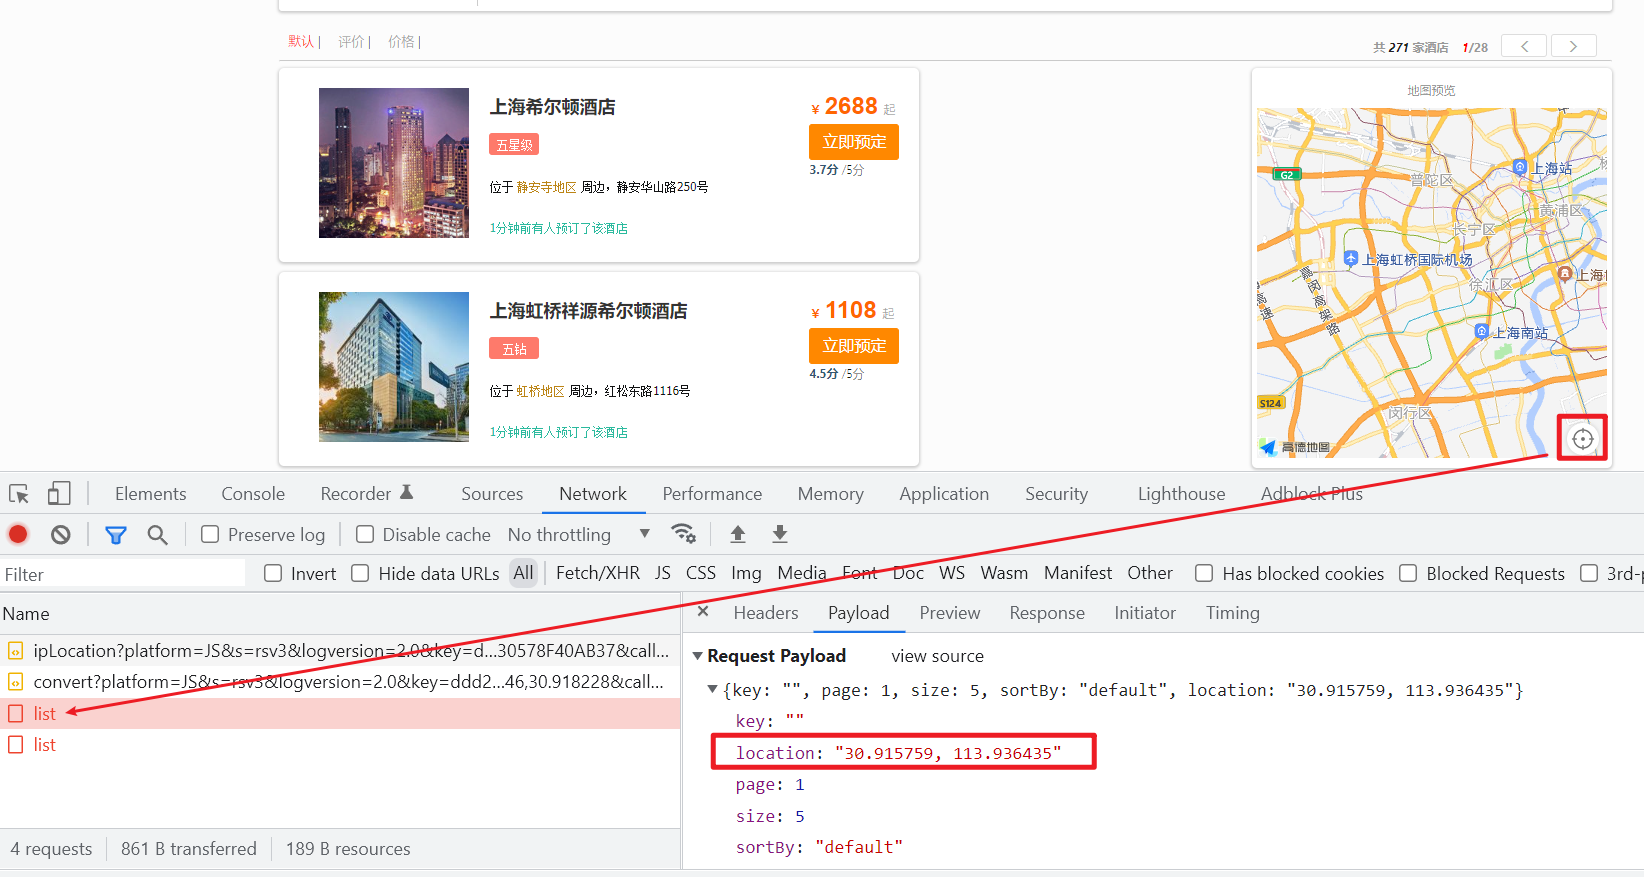 默认 | 评价 | 价格 |
共 271 家酒店 1/28
上海希尔顿酒店
五星级
位于 静安寺地区 周边，静安华山路250号
1分钟前有人预订了该酒店
¥ 2688 起
立即预定
3.7分 /5分
上海虹桥祥源希尔顿酒店
五钻
位于 虹桥地区 周边，红松东路1116号
1分钟前有人预订了该酒店
¥ 1108 起
立即预定
4.5分 /5分
地图预览
G2
普陀区
上海站
黄浦区
长宁区
上海虹桥国际机场
徐汇区
嘉闵高架路
高速
上海南站
S124
闵行区
高德地图
Elements Console Recorder Sources Network Performance Memory Application Security Lighthouse Adblock Plus
Preserve log Disable cache No throttling
Filter Invert Hide data URLs All Fetch/XHR JS CSS Img Media Font Doc WS Wasm Manifest Other Has blocked cookies Blocked Requests 3rd-p
Name
ipLocation?platform=JS&s=rsv3&logversion=2.0&key=d...30578F40AB37&call...
convert?platform=JS&s=rsv3&logversion=2.0&key=ddd2...46,30.918228&call...
list
list
4 requests 861 B transferred 189 B resources
× Headers Payload Preview Response Initiator Timing
Request Payload view source
{key: "", page: 1, size: 5, sortBy: "default", location: "30.915759, 113.936435"}
key: ""
location: "30.915759, 113.936435"
page: 1
size: 5
sortBy: "default"